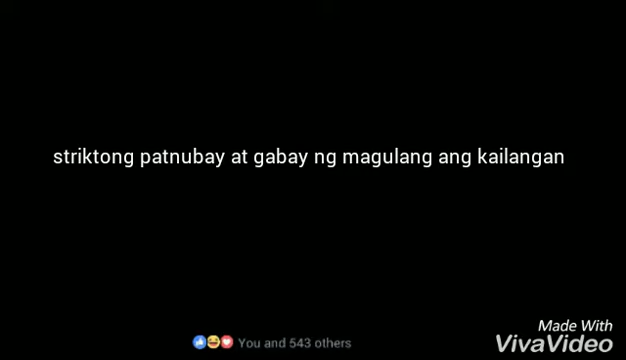 striktong patnubay at gabay ng magulang ang kailangan
You and 543 others
Made With
VivaVideo